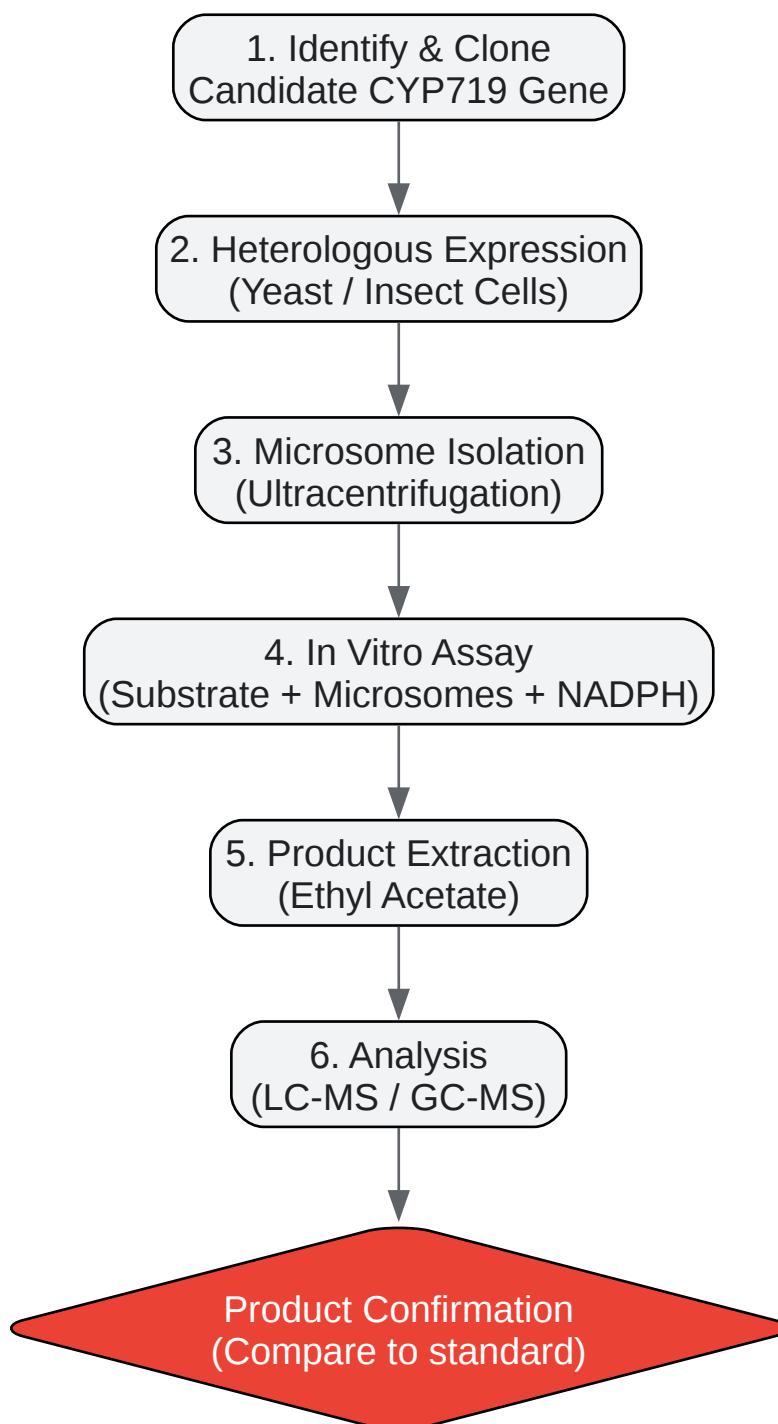 1. Identify & Clone
Candidate CYP719 Gene
2. Heterologous Expression
(Yeast / Insect Cells)
3. Microsome Isolation
(Ultracentrifugation)
4. In Vitro Assay
(Substrate + Microsomes + NADPH)
5. Product Extraction
(Ethyl Acetate)
6. Analysis
(LC-MS / GC-MS)
Product Confirmation
(Compare to standard)